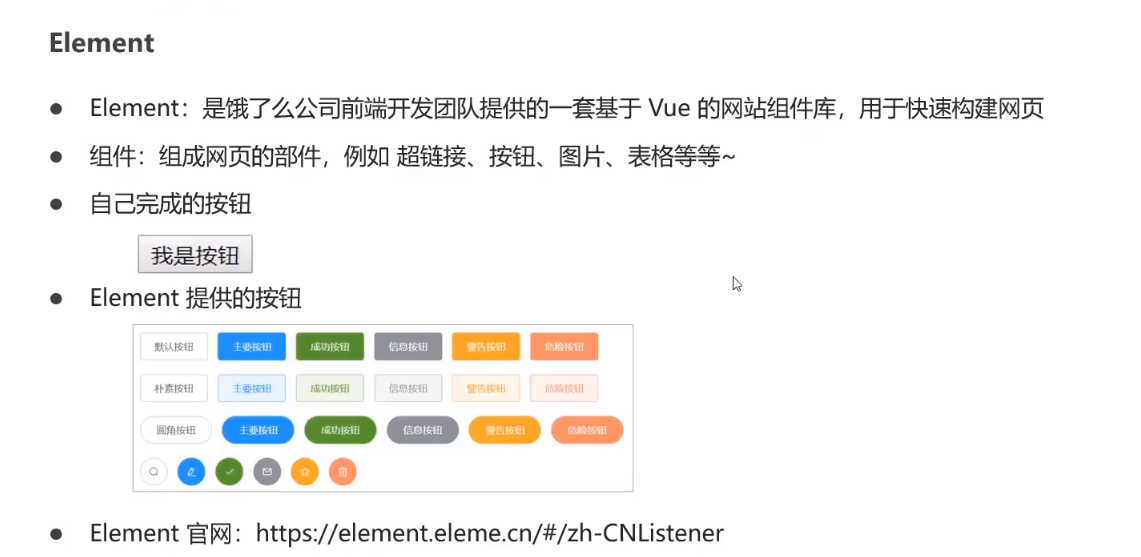 Element
● Element：是饿了么公司前端开发团队提供的一套基于 Vue 的网站组件库，用于快速构建网页
● 组件：组成网页的部件，例如 超链接、按钮、图片、表格等等~
● 自己完成的按钮
我是按钮
● Element 提供的按钮
默认按钮 主要按钮 成功按钮 信息按钮 警告按钮 危险按钮
朴素按钮 主要按钮 成功按钮 信息按钮 警告按钮 危险按钮
圆角按钮 主要按钮 成功按钮 信息按钮 警告按钮 危险按钮
● Element 官网：https://element.eleme.cn/#/zh-CNListener